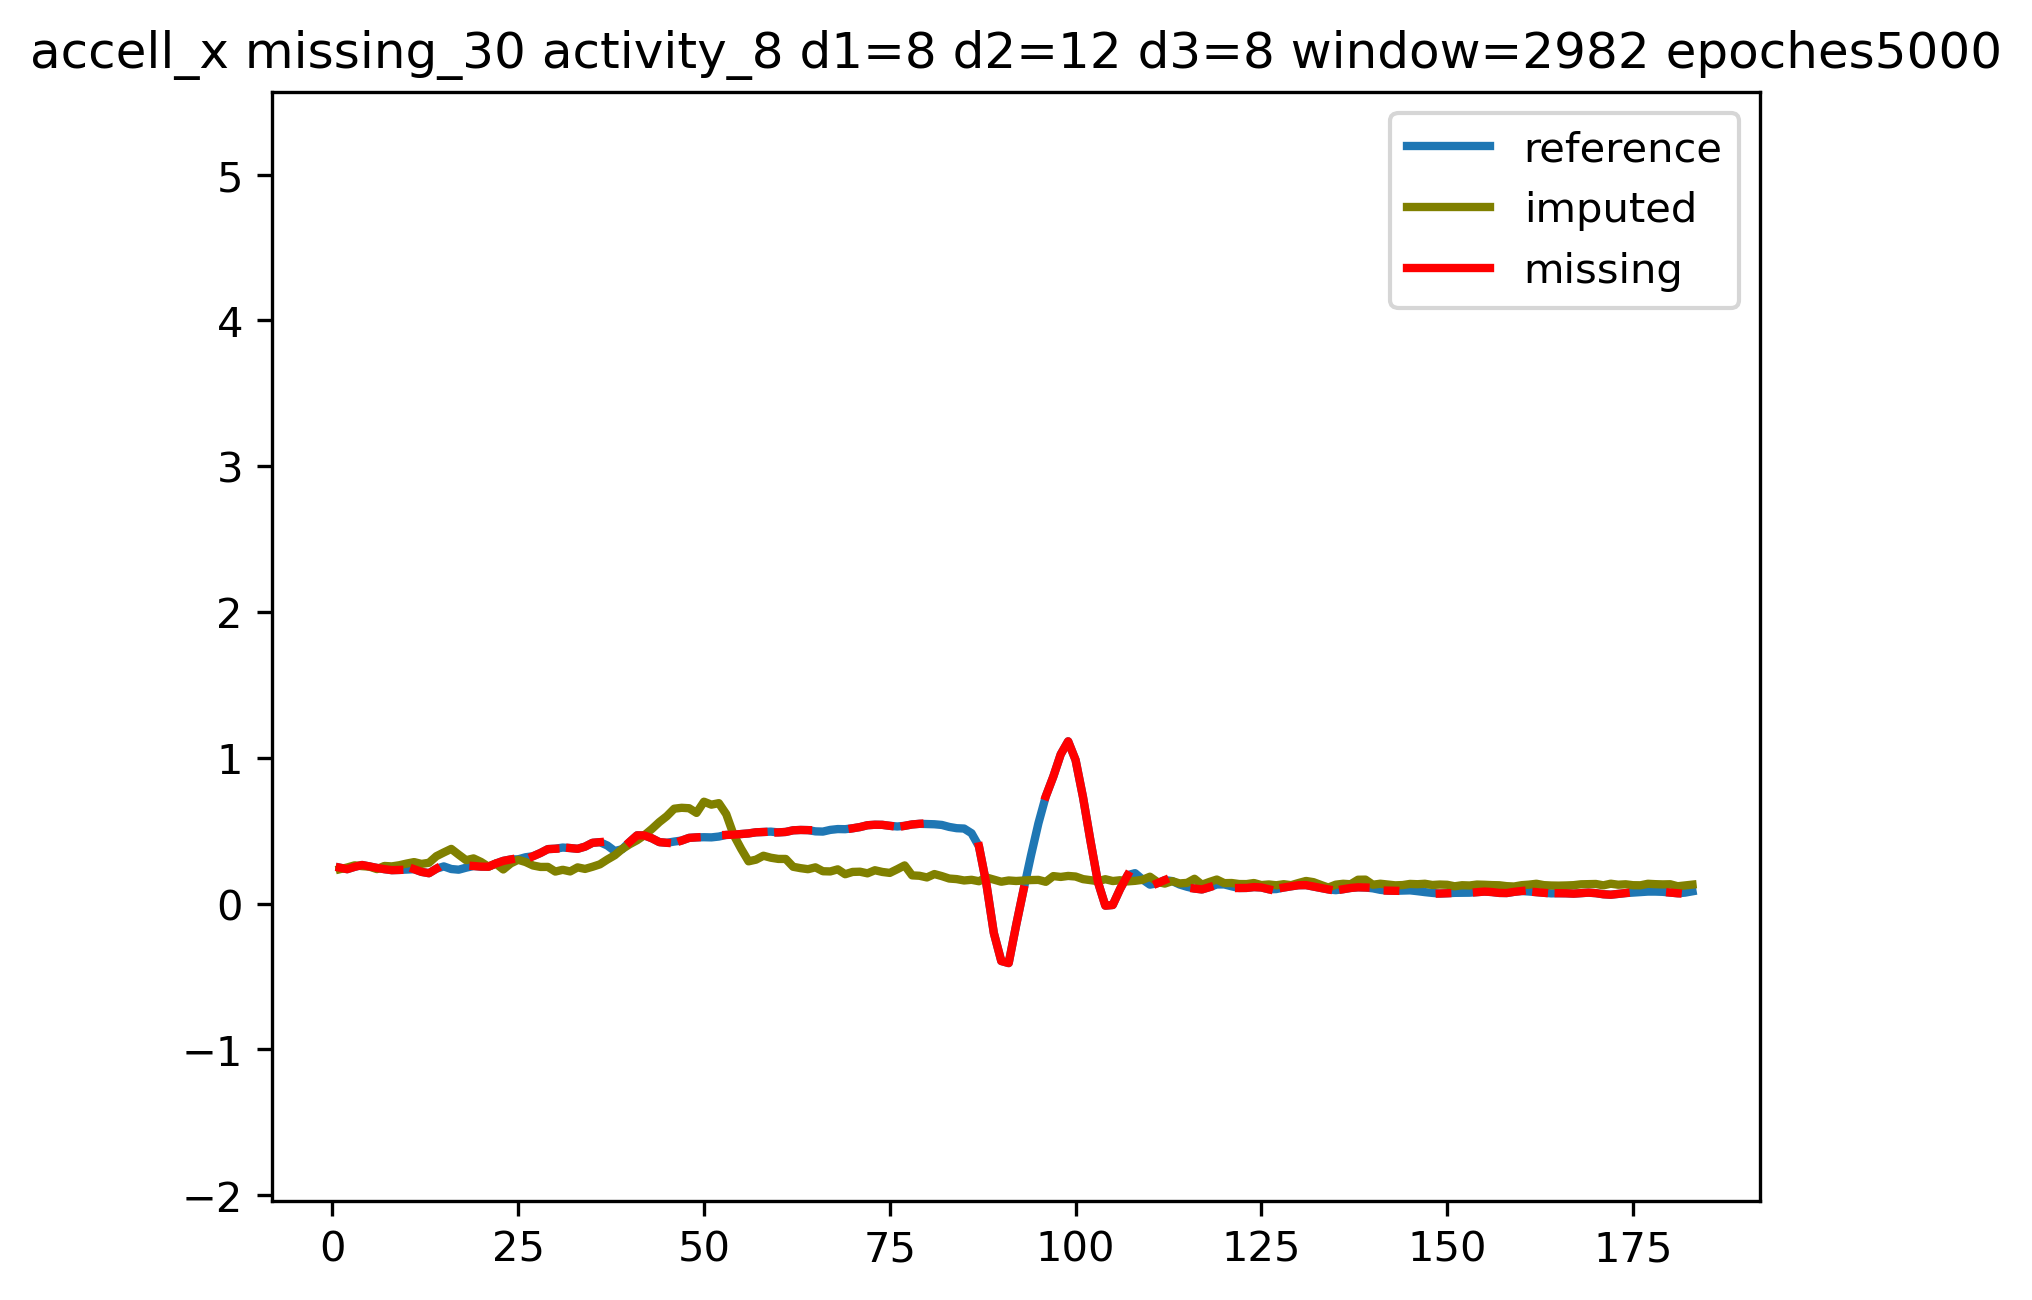 accell_x missing_30 activity_8 d1=8 d2=12 d3=8 window=2982 epoches5000
reference
imputed
missing
5
4
3
2
1
0
−1
−2
0 25 50 75 100 125 150 175